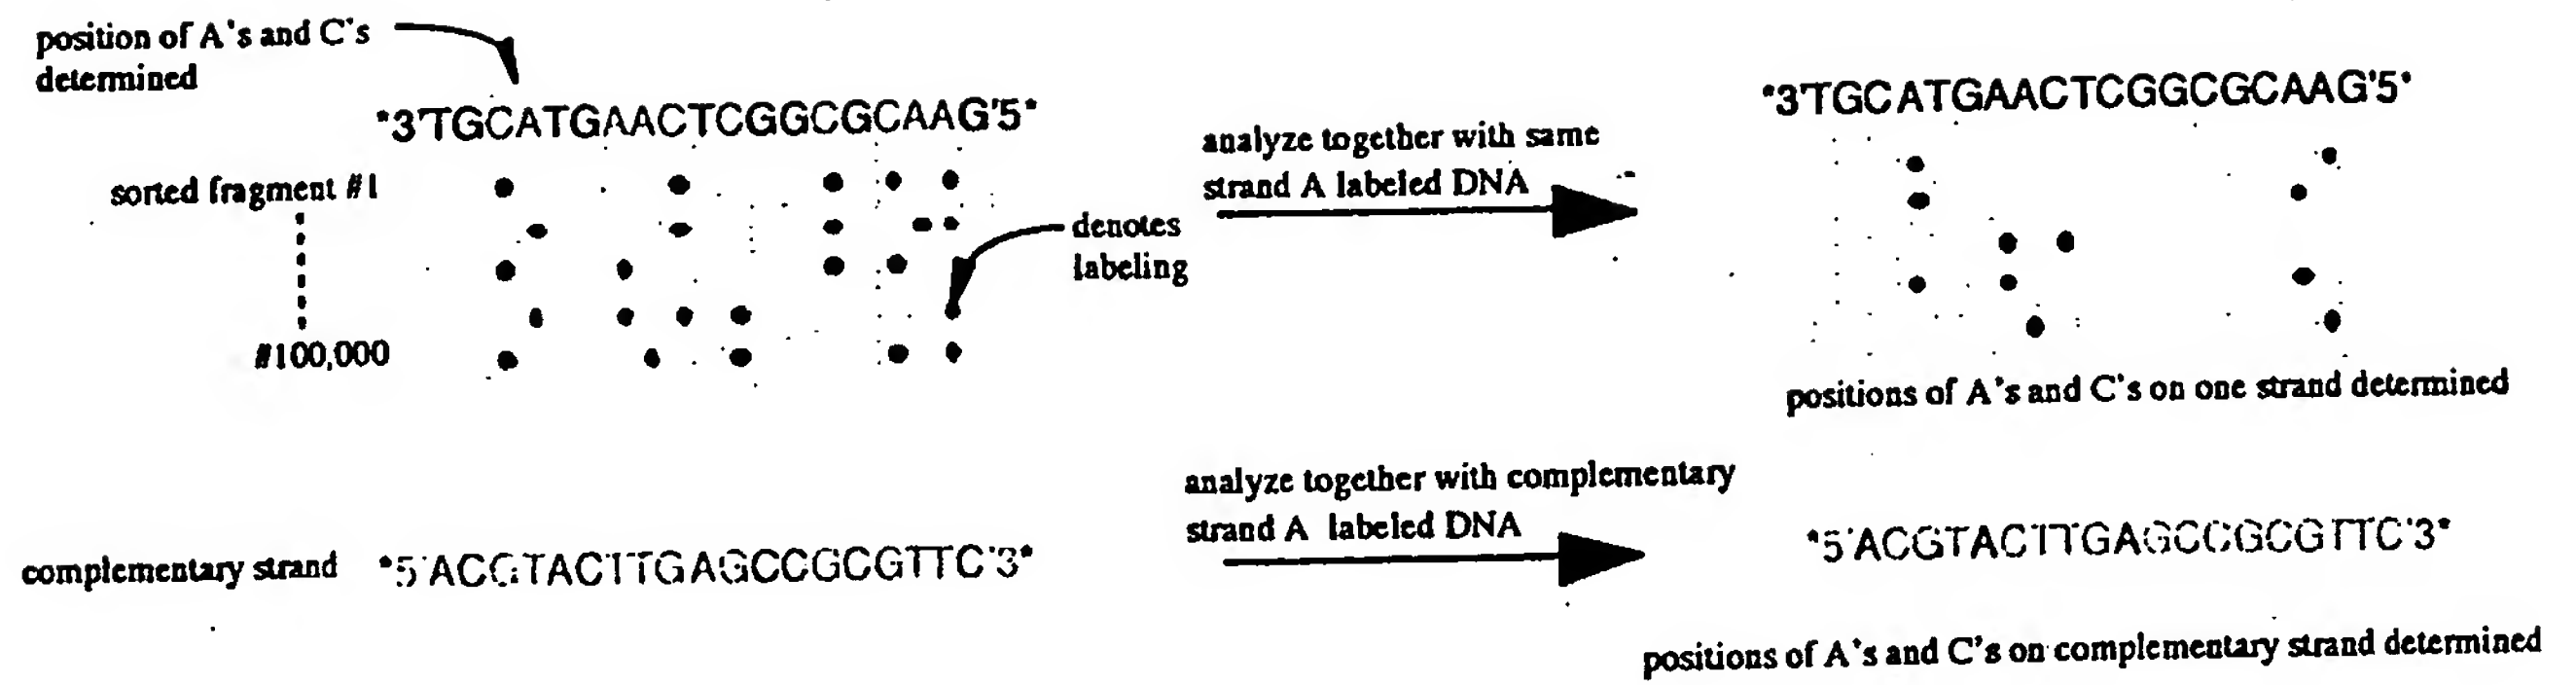 position of A's and C's
determined
*3'TGCATGAACTCGGCGCAAG'5*
sorted fragment #1
#100,000
denotes
labeling
analyze together with same
strand A labeled DNA
*3'TGCATGAACTCGGCGCAAG'5*
positions of A's and C's on one strand determined
complementary strand
*5'ACGTACTTGAGCCGCGTTC'3*
analyze together with complementary
strand A labeled DNA
*5'ACGTACTTGAGCCGCGTTC'3*
positions of A's and C's on complementary strand determined